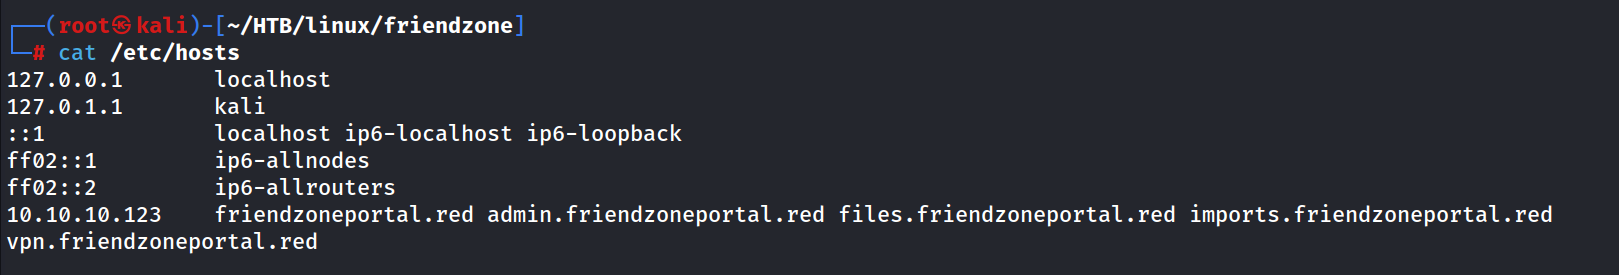 ┌──(root㉿kali)-[~/HTB/linux/friendzone]
└─# cat /etc/hosts
127.0.0.1       localhost
127.0.1.1       kali
::1             localhost ip6-localhost ip6-loopback
ff02::1         ip6-allnodes
ff02::2         ip6-allrouters
10.10.10.123    friendzoneportal.red admin.friendzoneportal.red files.friendzoneportal.red imports.friendzoneportal.red
vpn.friendzoneportal.red